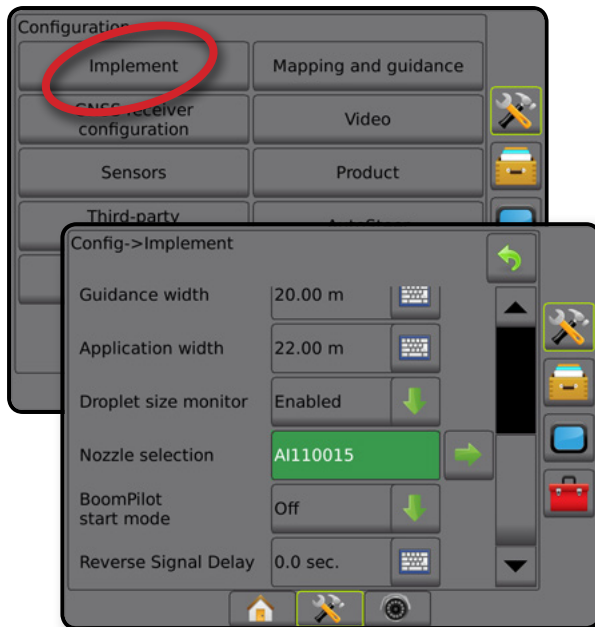 Configuration
Implement
Mapping and guidance
GNSS receiver
configuration
Video
Sensors
Product
Third-party
Config->Implement
Guidance width
20.00 m
Application width
22.00 m
Droplet size monitor
Enabled
Nozzle selection
AI110015
BoomPilot
start mode
Off
Reverse Signal Delay
0.0 sec.